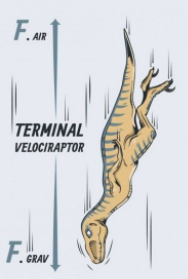 F. AIR
TERMINAL
VELOCIRAPTOR
F. GRAV